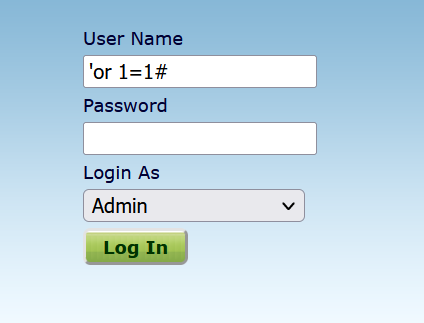 User Name
'or 1=1#
Password
Login As
Admin
Log In